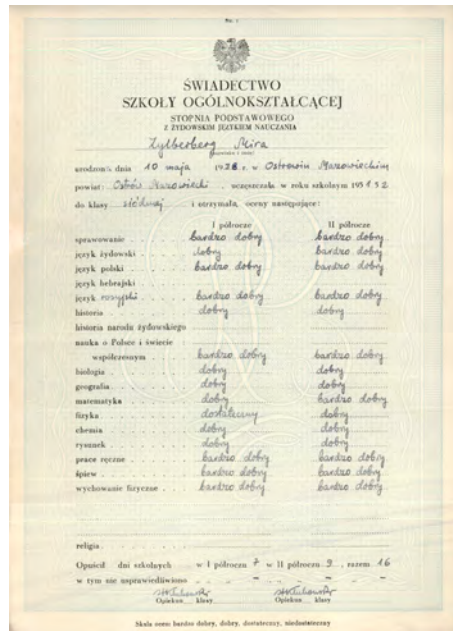 ŚWIADECTWO
SZKOŁY OGÓLNOKSZTAŁCĄCEJ
STOPNIA PODSTAWOWEGO
Z ŻYDOWSKIM JĘZYKIEM NAUCZANIA
Zylberberg Mira
(nazwisko i imię)
urodzona dnia 10 maja 1938 r. w Ostrowiu Mazowieckim
powiat: Ostrów Mazowiecki uczęszczała w roku szkolnym 1951/52
do klasy siódmej i otrzymała oceny następujące:
I półrocze II półrocze
sprawowanie bardzo dobry bardzo dobry
język żydowski dobry bardzo dobry
język polski bardzo dobry bardzo dobry
język hebrajski
język rosyjski bardzo dobry bardzo dobry
historia dobry dobry
historia narodu żydowskiego
nauka o Polsce i świecie
współczesnym bardzo dobry bardzo dobry
biologia dobry dobry
geografia dobry dobry
matematyka dobry bardzo dobry
fizyka dostateczny dobry
chemia dobry dobry
rysunek dobry dobry
prace ręczne bardzo dobry bardzo dobry
śpiew bardzo dobry bardzo dobry
wychowanie fizyczne bardzo dobry bardzo dobry
religia
Opuścił dni szkolnych w I półroczu 7 w II półroczu 9, razem 16
w tym nie usprawiedliwiono - - -
Opiekun klasy Opiekun klasy
Skala ocen: bardzo dobry, dobry, dostateczny, niedostateczny